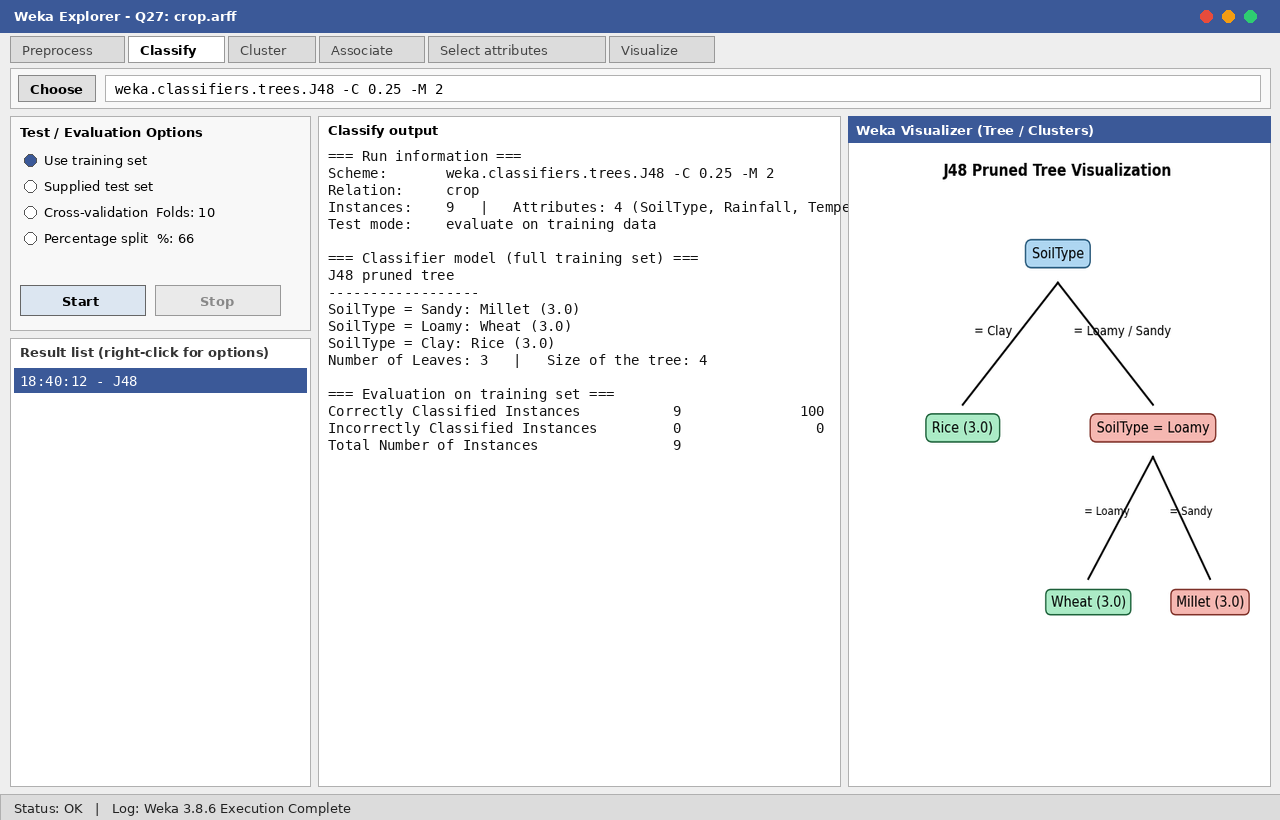 Weka Explorer - Q27: crop.arff
Preprocess Classify Cluster Associate Select attributes Visualize
Choose weka.classifiers.trees.J48 -C 0.25 -M 2
Test / Evaluation Options
Use training set
Supplied test set
Cross-validation Folds: 10
Percentage split %: 66
Start Stop
Result list (right-click for options)
18:40:12 - J48
Classify output
=== Run information ===
Scheme: weka.classifiers.trees.J48 -C 0.25 -M 2
Relation: crop
Instances: 9 | Attributes: 4 (SoilType, Rainfall, Tempe
Test mode: evaluate on training data
=== Classifier model (full training set) ===
J48 pruned tree
------------------
SoilType = Sandy: Millet (3.0)
SoilType = Loamy: Wheat (3.0)
SoilType = Clay: Rice (3.0)
Number of Leaves: 3 | Size of the tree: 4
=== Evaluation on training set ===
Correctly Classified Instances 9 100
Incorrectly Classified Instances 0 0
Total Number of Instances 9
Weka Visualizer (Tree / Clusters)
J48 Pruned Tree Visualization
SoilType
= Clay = Loamy / Sandy
Rice (3.0) SoilType = Loamy
= Loamy = Sandy
Wheat (3.0) Millet (3.0)
Status: OK | Log: Weka 3.8.6 Execution Complete